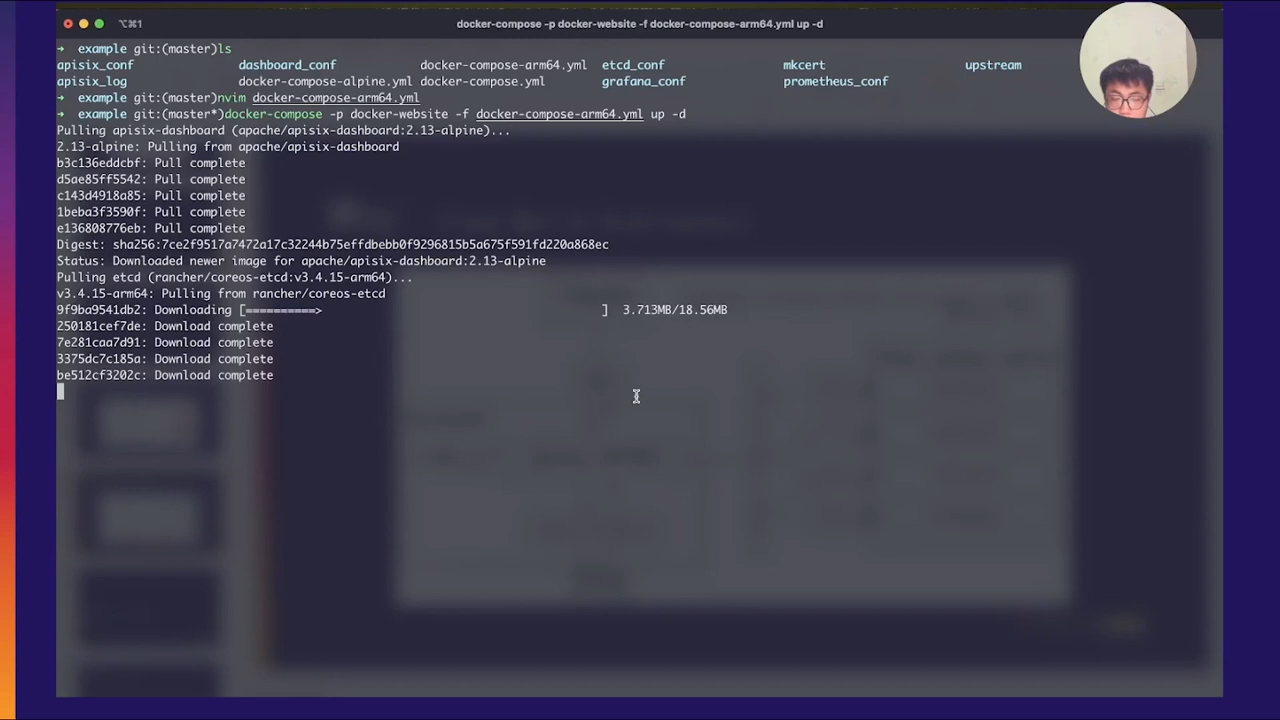 ⌥⌘1
docker-compose -p docker-website -f docker-compose-arm64.yml up -d
➜ example git:(master)ls
apisix_conf dashboard_conf docker-compose-arm64.yml etcd_conf mkcert upstream
apisix_log docker-compose-alpine.yml docker-compose.yml grafana_conf prometheus_conf
➜ example git:(master)nvim docker-compose-arm64.yml
➜ example git:(master*)docker-compose -p docker-website -f docker-compose-arm64.yml up -d
Pulling apisix-dashboard (apache/apisix-dashboard:2.13-alpine)...
2.13-alpine: Pulling from apache/apisix-dashboard
b3c136eddcbf: Pull complete
d5ae85ff5542: Pull complete
c143d4918a85: Pull complete
1beba3f3590f: Pull complete
e136808776eb: Pull complete
Digest: sha256:7ce2f9517a7472a17c32244b75effdbebb0f9296815b5a675f591fd220a868ec
Status: Downloaded newer image for apache/apisix-dashboard:2.13-alpine
Pulling etcd (rancher/coreos-etcd:v3.4.15-arm64)...
v3.4.15-arm64: Pulling from rancher/coreos-etcd
9f9ba9541db2: Downloading [==========> ] 3.713MB/18.56MB
250181cef7de: Download complete
7e281caa7d91: Download complete
3375dc7c185a: Download complete
be512cf3202c: Download complete